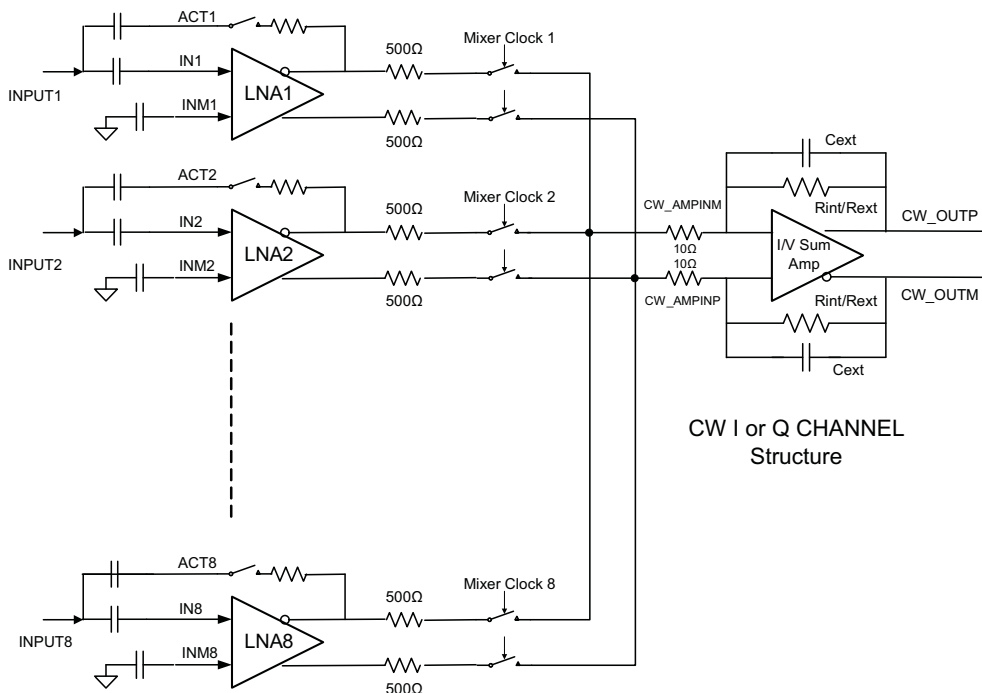 ACT1
500Ω
Mixer Clock 1
IN1
INPUT1
LNA1
INM1
500Ω
Cext
ACT2
500Ω
Mixer Clock 2
CW_AMPINM
Rint/Rext
CW_OUTP
IN2
INPUT2
LNA2
10Ω
10Ω
I/V Sum
Amp
INM2
500Ω
CW_AMPINP
Rint/Rext
CW_OUTM
Cext
CW I or Q CHANNEL
Structure
ACT8
500Ω
Mixer Clock 8
IN8
INPUT8
LNA8
INM8
500Ω